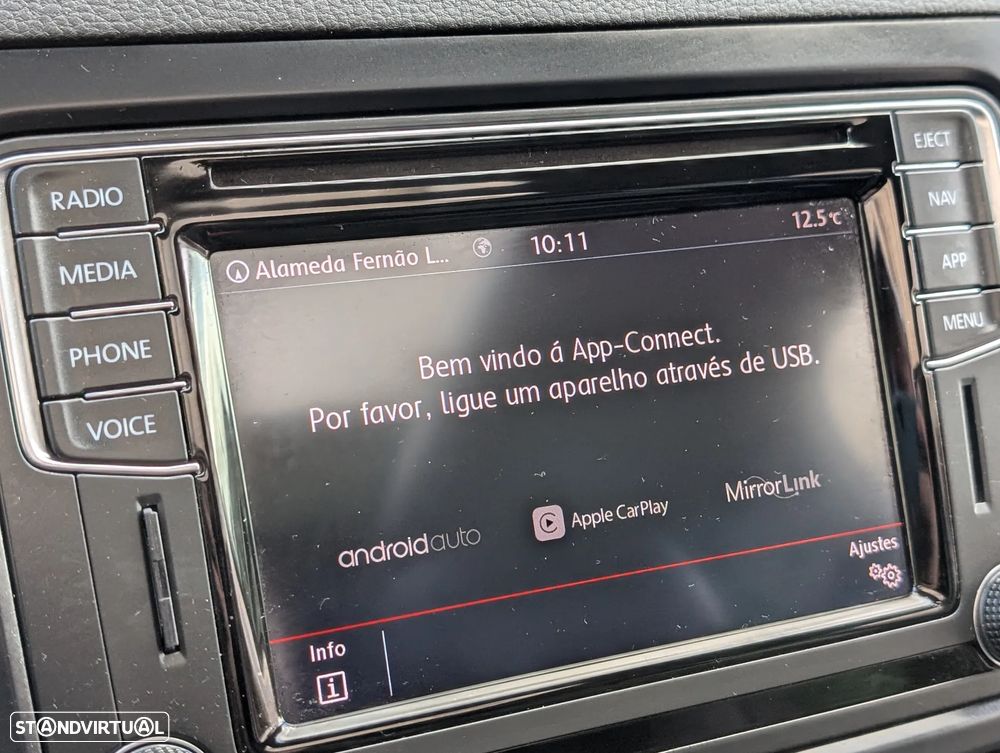 EJECT
RADIO
NAV
MEDIA
APP
PHONE
MENU
VOICE
Alameda Fernão L...
10:11
12.5°C
Bem vindo á App-Connect.
Por favor, ligue um aparelho através de USB.
androidauto
Apple CarPlay
MirrorLink
Ajustes
Info
i
STANDVIRTUAL